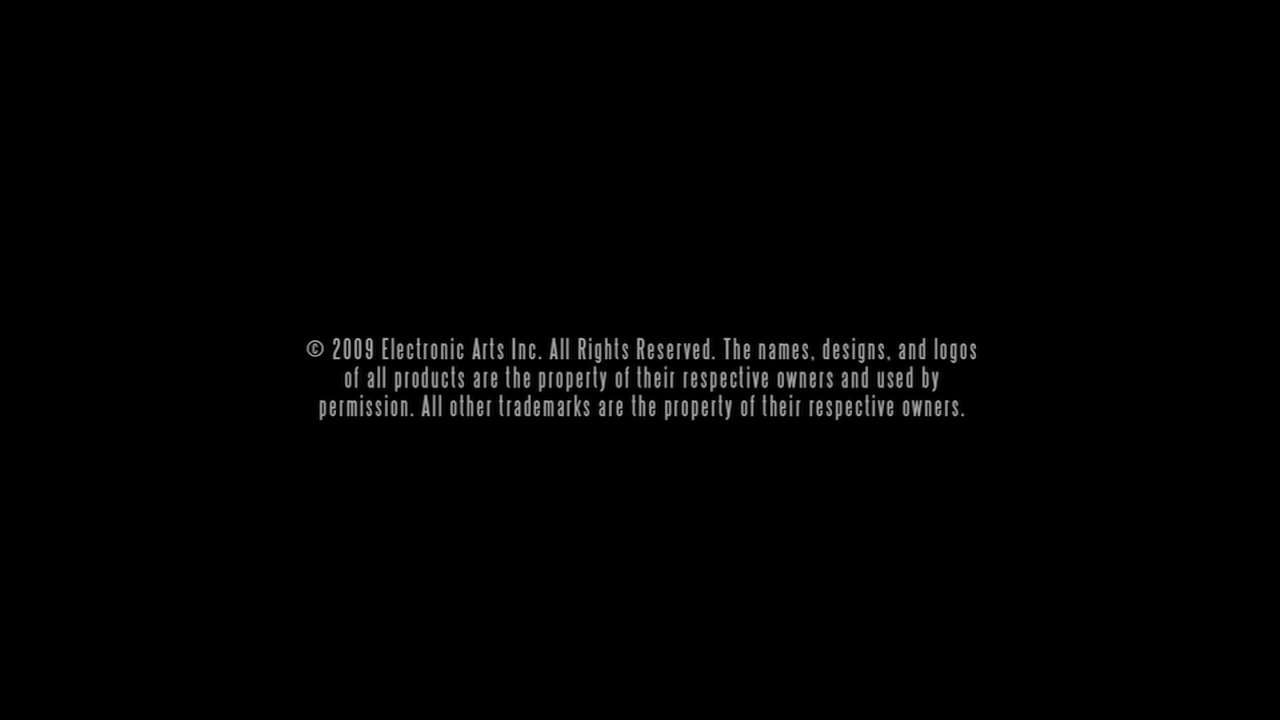 © 2009 Electronic Arts Inc. All Rights Reserved. The names, designs, and logos
of all products are the property of their respective owners and used by
permission. All other trademarks are the property of their respective owners.